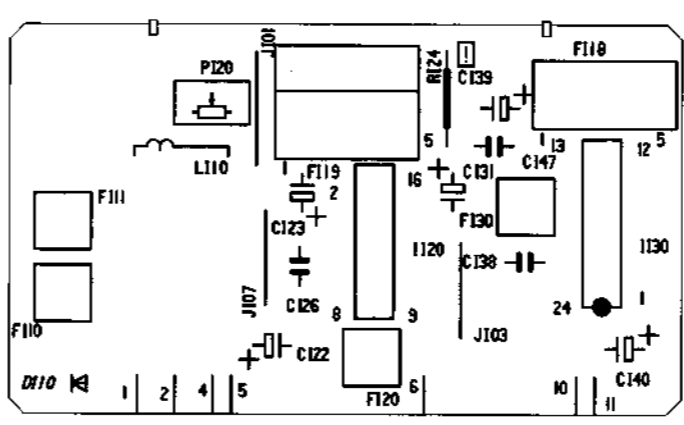 J101
R124
!
F118
P120
C139
+
5
13
12
5
C147
L110
1
F119
16
+
C131
2
F111
+
C123
F130
I120
C138
I130
J107
C126
1
8
9
24
F110
J103
+
C122
+
D110
C140
1
2
4
5
6
10
11
F120